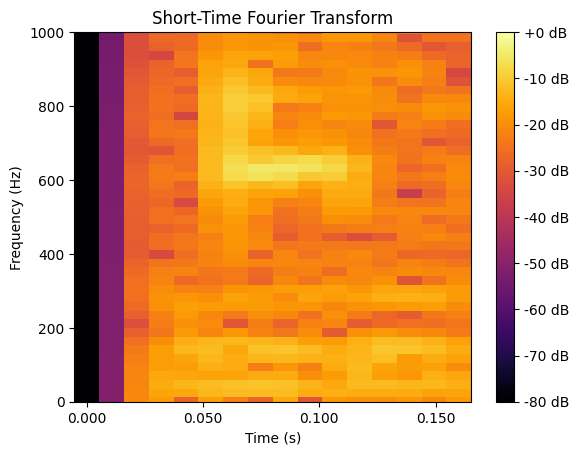 Short-Time Fourier Transform
1000
800
600
400
200
0
Frequency (Hz)
0.000
0.050
0.100
0.150
Time (s)
+0 dB
-10 dB
-20 dB
-30 dB
-40 dB
-50 dB
-60 dB
-70 dB
-80 dB